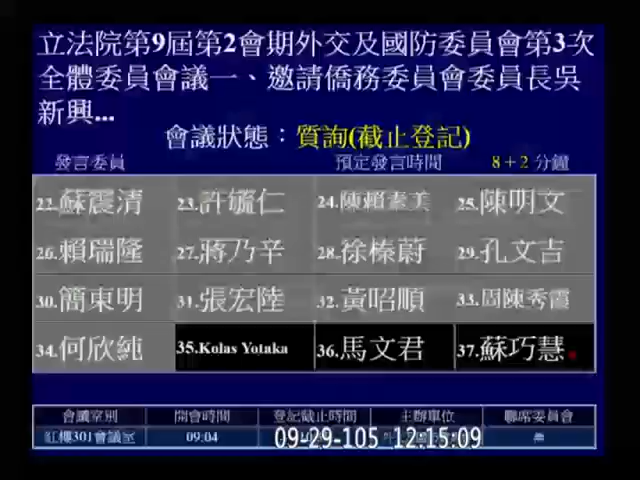 立法院第9屆第2會期外交及國防委員會第3次
全體委員會議一、邀請僑務委員會委員長吳
新興...
會議狀態：質詢(截止登記)
發言委員 預定發言時間 8+2 分鐘
22.蘇震清 23.許毓仁 24.陳賴素美 25.陳明文
26.賴瑞隆 27.蔣乃辛 28.徐榛蔚 29.孔文吉
30.簡東明 31.張宏陸 32.黃昭順 33.周陳秀霞
34.何欣純 35.Kolas Yotaka 36.馬文君 37.蘇巧慧
會議室別 開會時間 登記截止時間 主辦單位 聯席委員會
紅樓301會議室 09:04
09-29-105 12:15:09